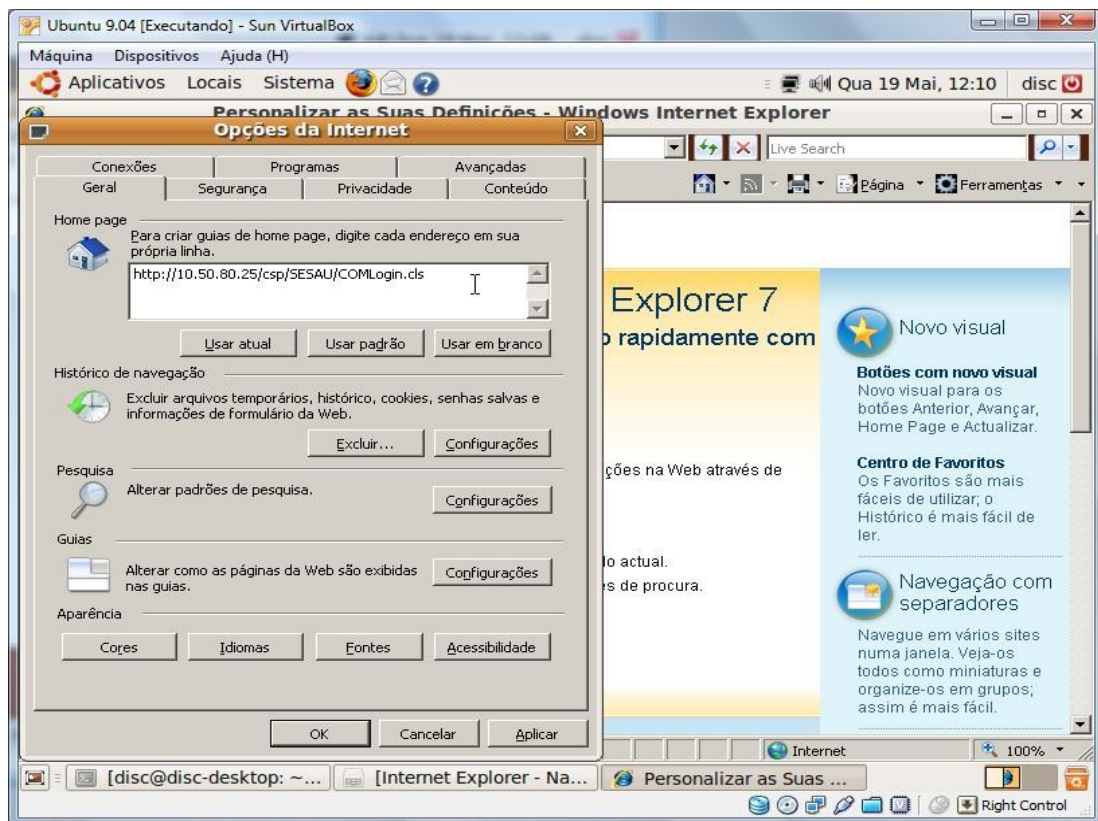 Ubuntu 9.04 [Executando] - Sun VirtualBox
Máquina Dispositivos Ajuda (H)
Aplicativos Locais Sistema
Qua 19 Mai, 12:10 disc
Personalizar as Suas Definições - Windows Internet Explorer
Opções da Internet
Live Search
Página Ferramentas
Conexões Programas Avançadas
Geral Segurança Privacidade Conteúdo
Home page
Para criar guias de home page, digite cada endereço em sua
própria linha.
http://10.50.80.25/csp/SESAU/COMLogin.cls
Usar atual Usar padrão Usar em branco
Histórico de navegação
Excluir arquivos temporários, histórico, cookies, senhas salvas e
informações de formulário da Web.
Excluir... Configurações
Pesquisa
Alterar padrões de pesquisa.
Configurações
Guias
Alterar como as páginas da Web são exibidas
nas guias.
Configurações
Aparência
Cores Idiomas Fontes Acessibilidade
OK Cancelar Aplicar
Explorer 7
rapidamente com
ções na Web através de
actual.
s de procura.
Novo visual
Botões com novo visual
Novo visual para os
botões Anterior, Avançar,
Home Page e Actualizar.
Centro de Favoritos
Os Favoritos são mais
fáceis de utilizar; o
Histórico é mais fácil de
ler.
Navegação com
separadores
Navegue em vários sites
numa janela. Veja-os
todos como miniaturas e
organize-os em grupos;
assim é mais fácil.
Internet 100%
[disc@disc-desktop: ~... [Internet Explorer - Na... Personalizar as Suas ...
Right Control